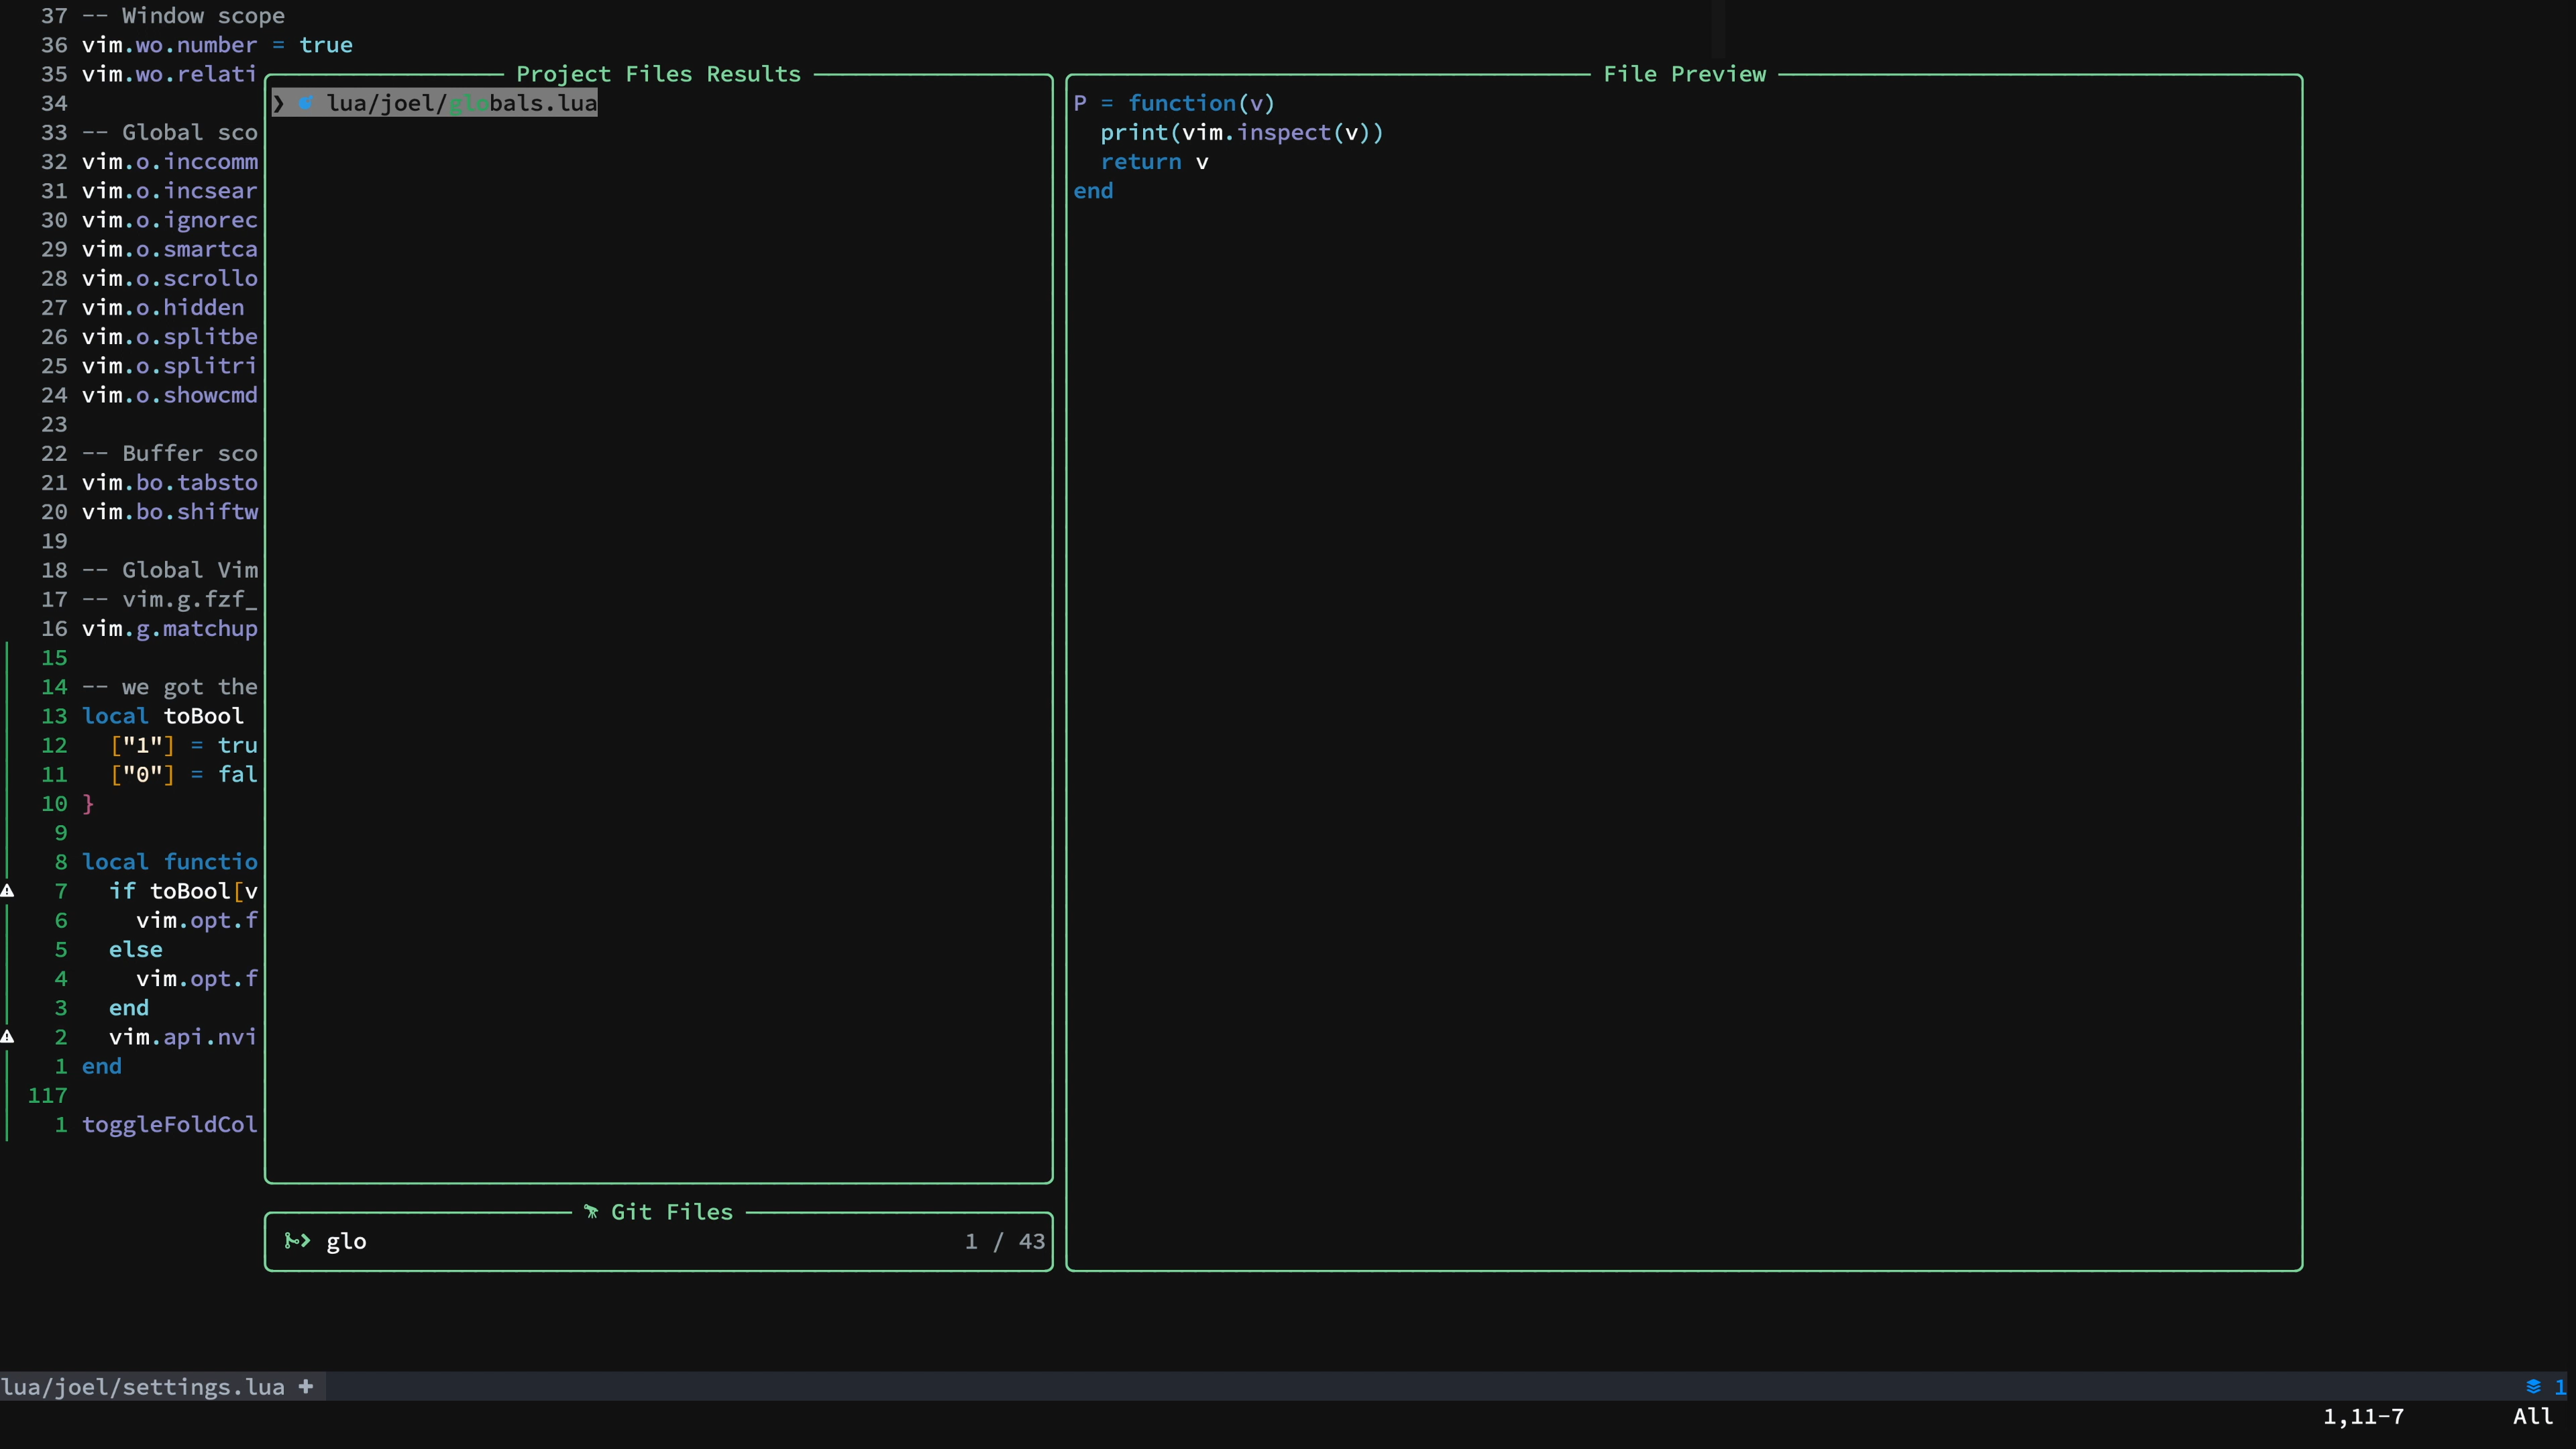 37 -- Window scope
36 vim.wo.number = true
35 vim.wo.relati
34
33 -- Global sco
32 vim.o.inccomm
31 vim.o.incsear
30 vim.o.ignorec
29 vim.o.smartca
28 vim.o.scrollo
27 vim.o.hidden
26 vim.o.splitbe
25 vim.o.splitri
24 vim.o.showcmd
23
22 -- Buffer sco
21 vim.bo.tabsto
20 vim.bo.shiftw
19
18 -- Global Vim
17 -- vim.g.fzf_
16 vim.g.matchup
15
14 -- we got the
13 local toBool
12   ["1"] = tru
11   ["0"] = fal
10 }
9
8 local functio
7   if toBool[v
6     vim.opt.f
5   else
4     vim.opt.f
3   end
2   vim.api.nvi
1 end
117
1 toggleFoldCol
Project Files Results
❯ lua/joel/globals.lua
Git Files
glo 1 / 43
File Preview
P = function(v)
  print(vim.inspect(v))
  return v
end
lua/joel/settings.lua + 1
1,11-7 All